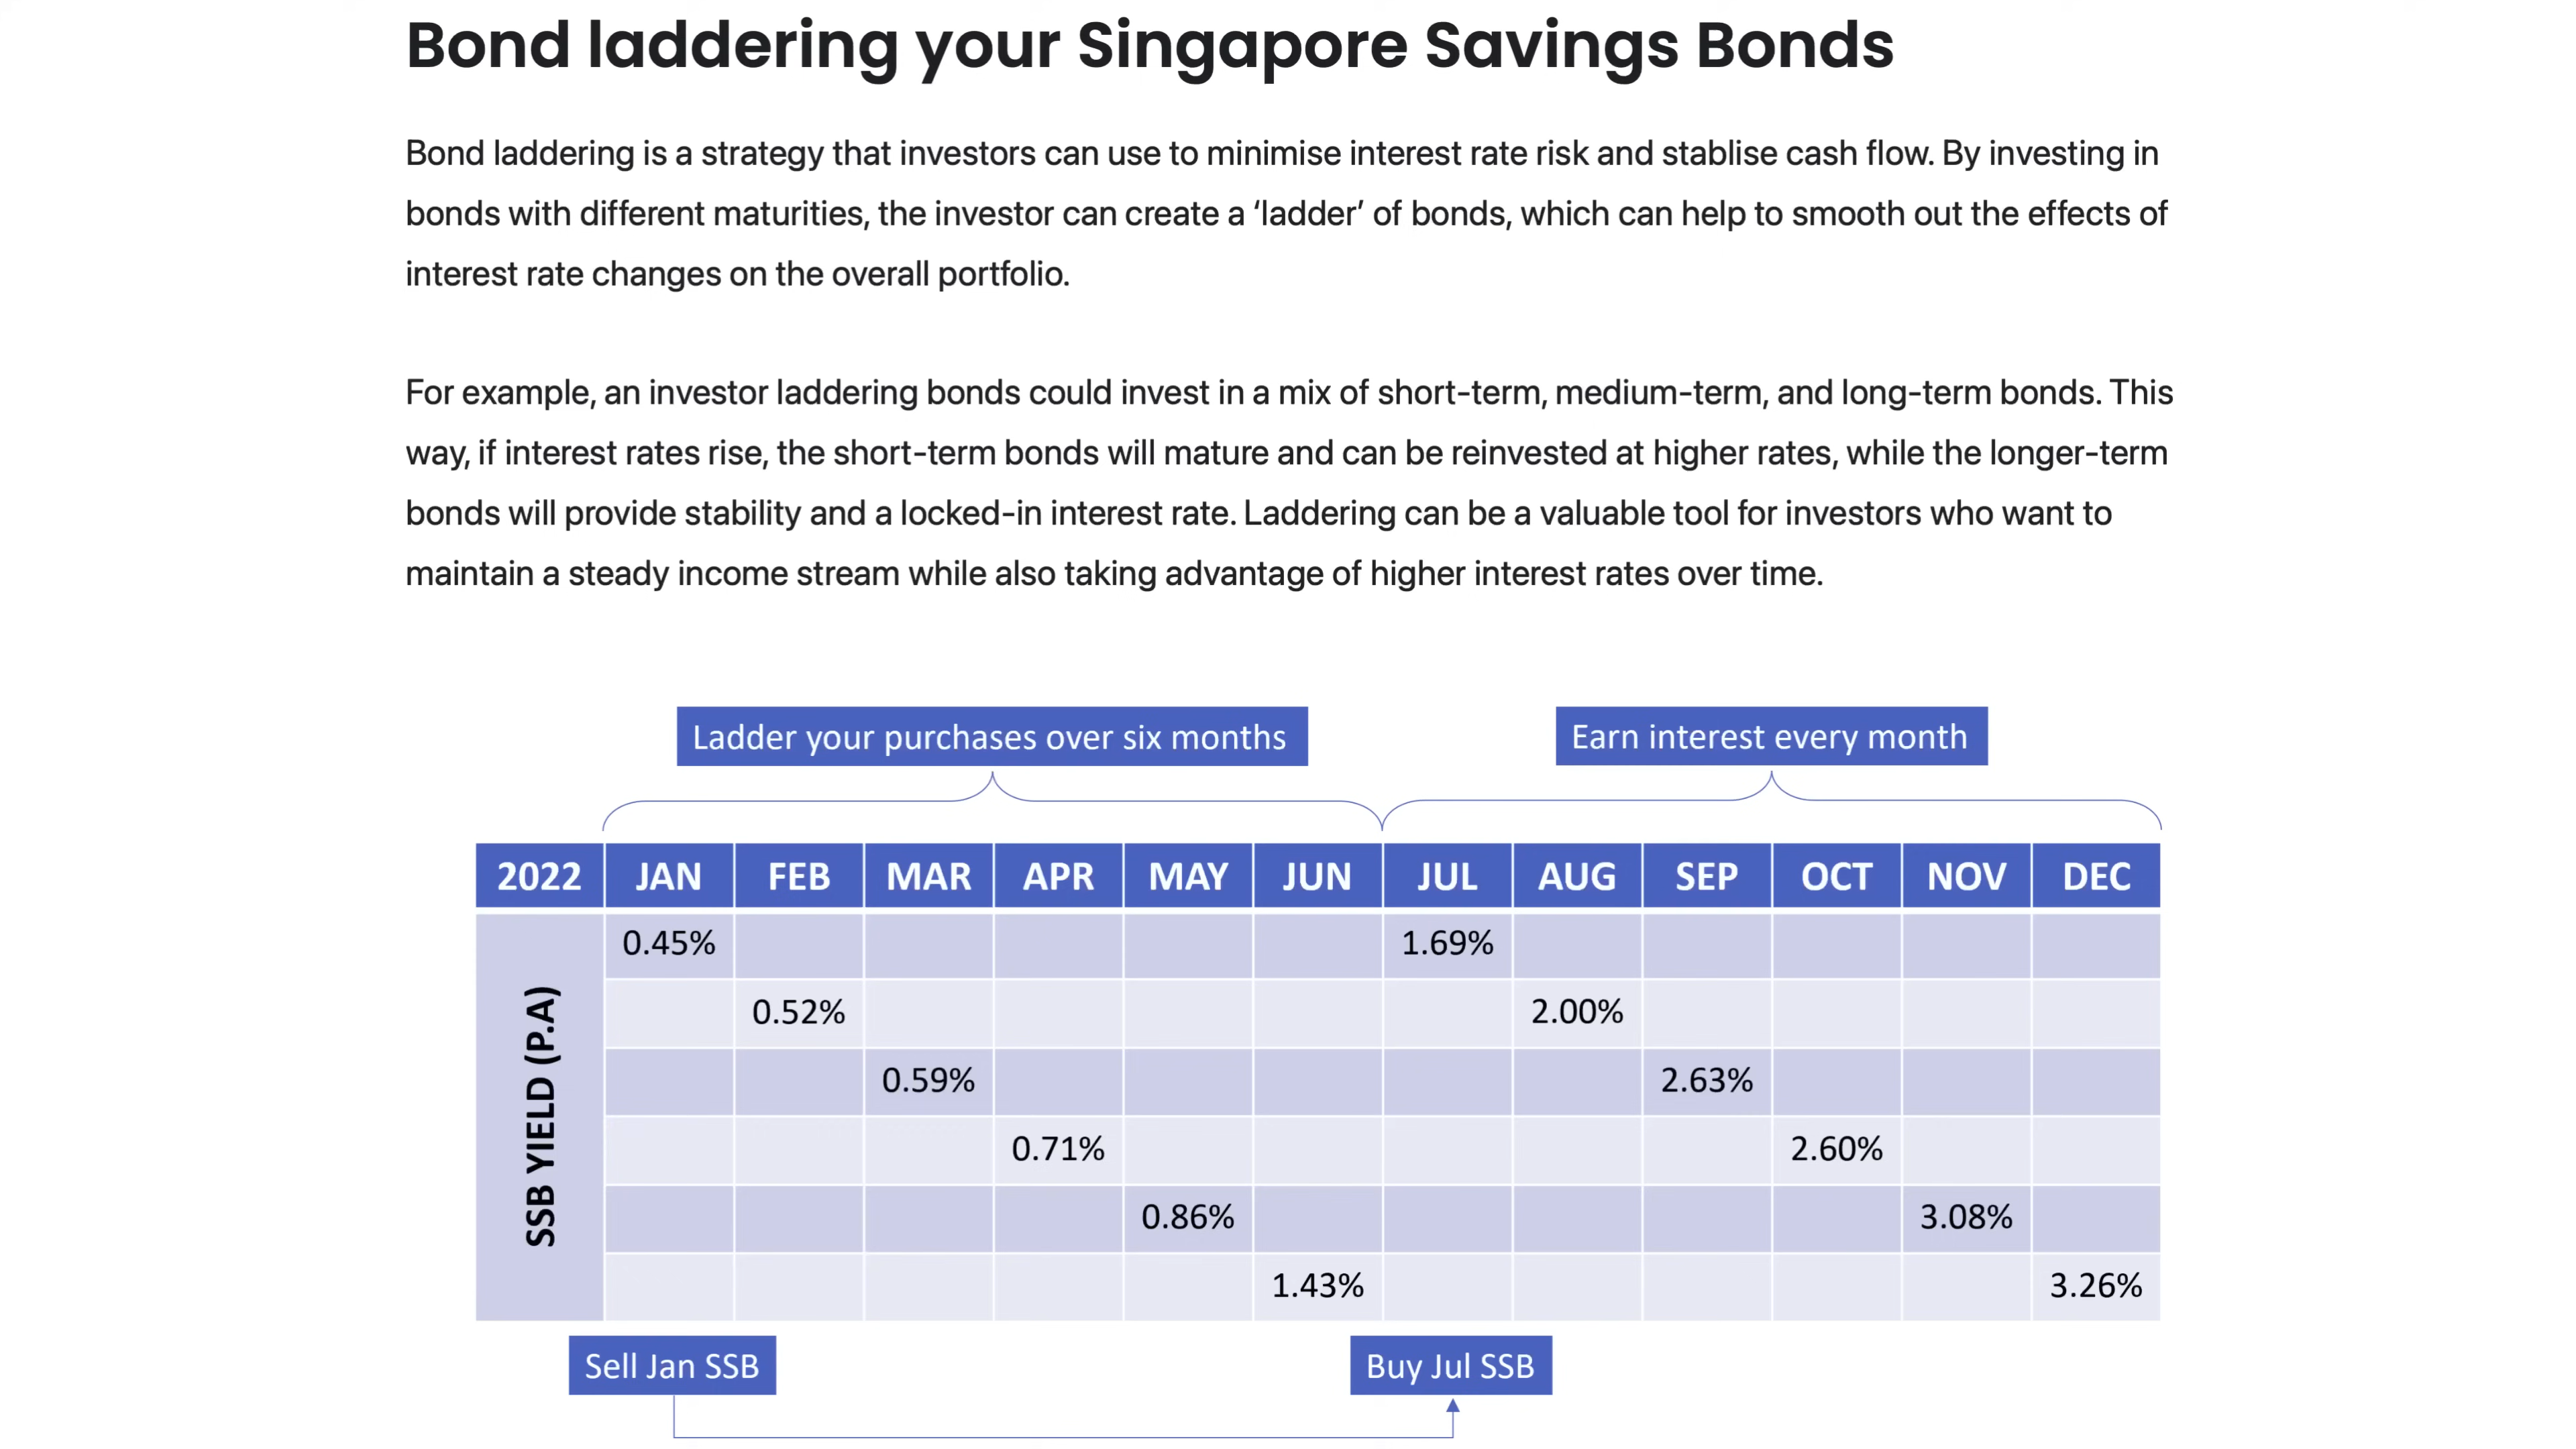 Bond laddering your Singapore Savings Bonds
Bond laddering is a strategy that investors can use to minimise interest rate risk and stablise cash flow. By investing in
bonds with different maturities, the investor can create a ‘ladder’ of bonds, which can help to smooth out the effects of
interest rate changes on the overall portfolio.
For example, an investor laddering bonds could invest in a mix of short-term, medium-term, and long-term bonds. This
way, if interest rates rise, the short-term bonds will mature and can be reinvested at higher rates, while the longer-term
bonds will provide stability and a locked-in interest rate. Laddering can be a valuable tool for investors who want to
maintain a steady income stream while also taking advantage of higher interest rates over time.
Ladder your purchases over six months Earn interest every month
2022 JAN FEB MAR APR MAY JUN JUL AUG SEP OCT NOV DEC
SSB YIELD (P.A)
0.45% 1.69%
0.52% 2.00%
0.59% 2.63%
0.71% 2.60%
0.86% 3.08%
1.43% 3.26%
Sell Jan SSB Buy Jul SSB